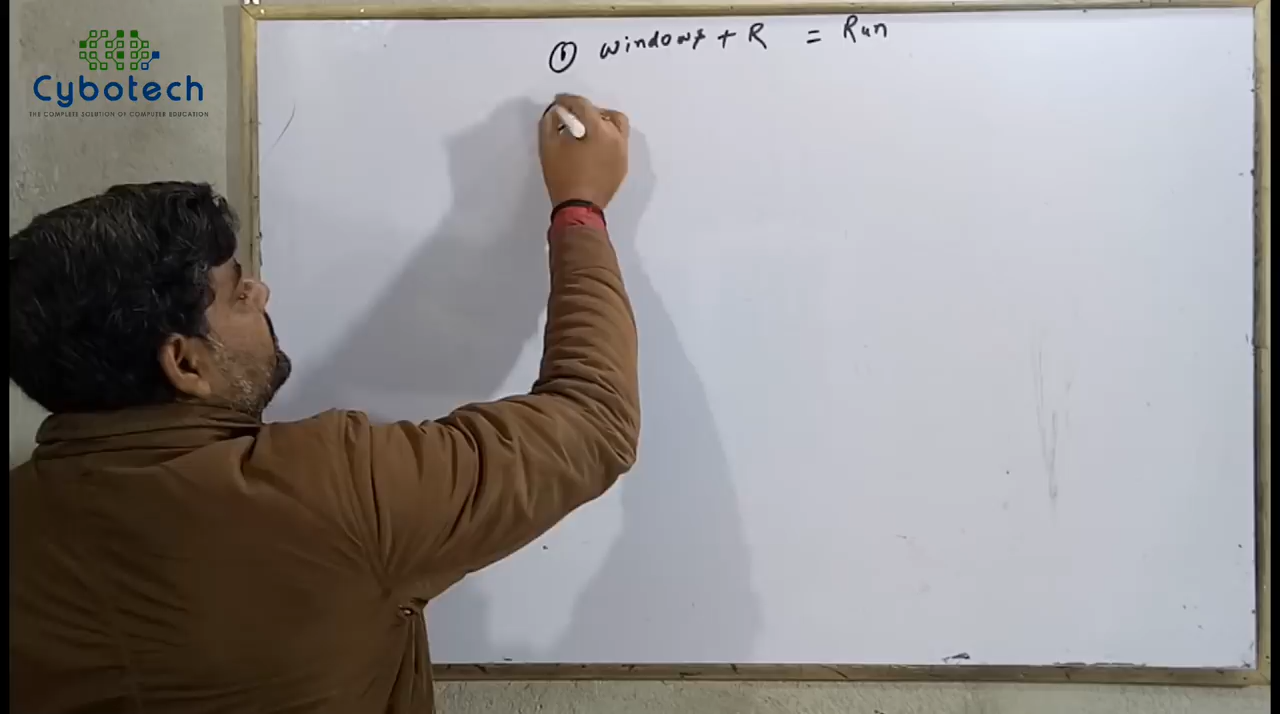 Cybotech
THE COMPLETE SOLUTION OF COMPUTER EDUCATION
① Windows + R = Run